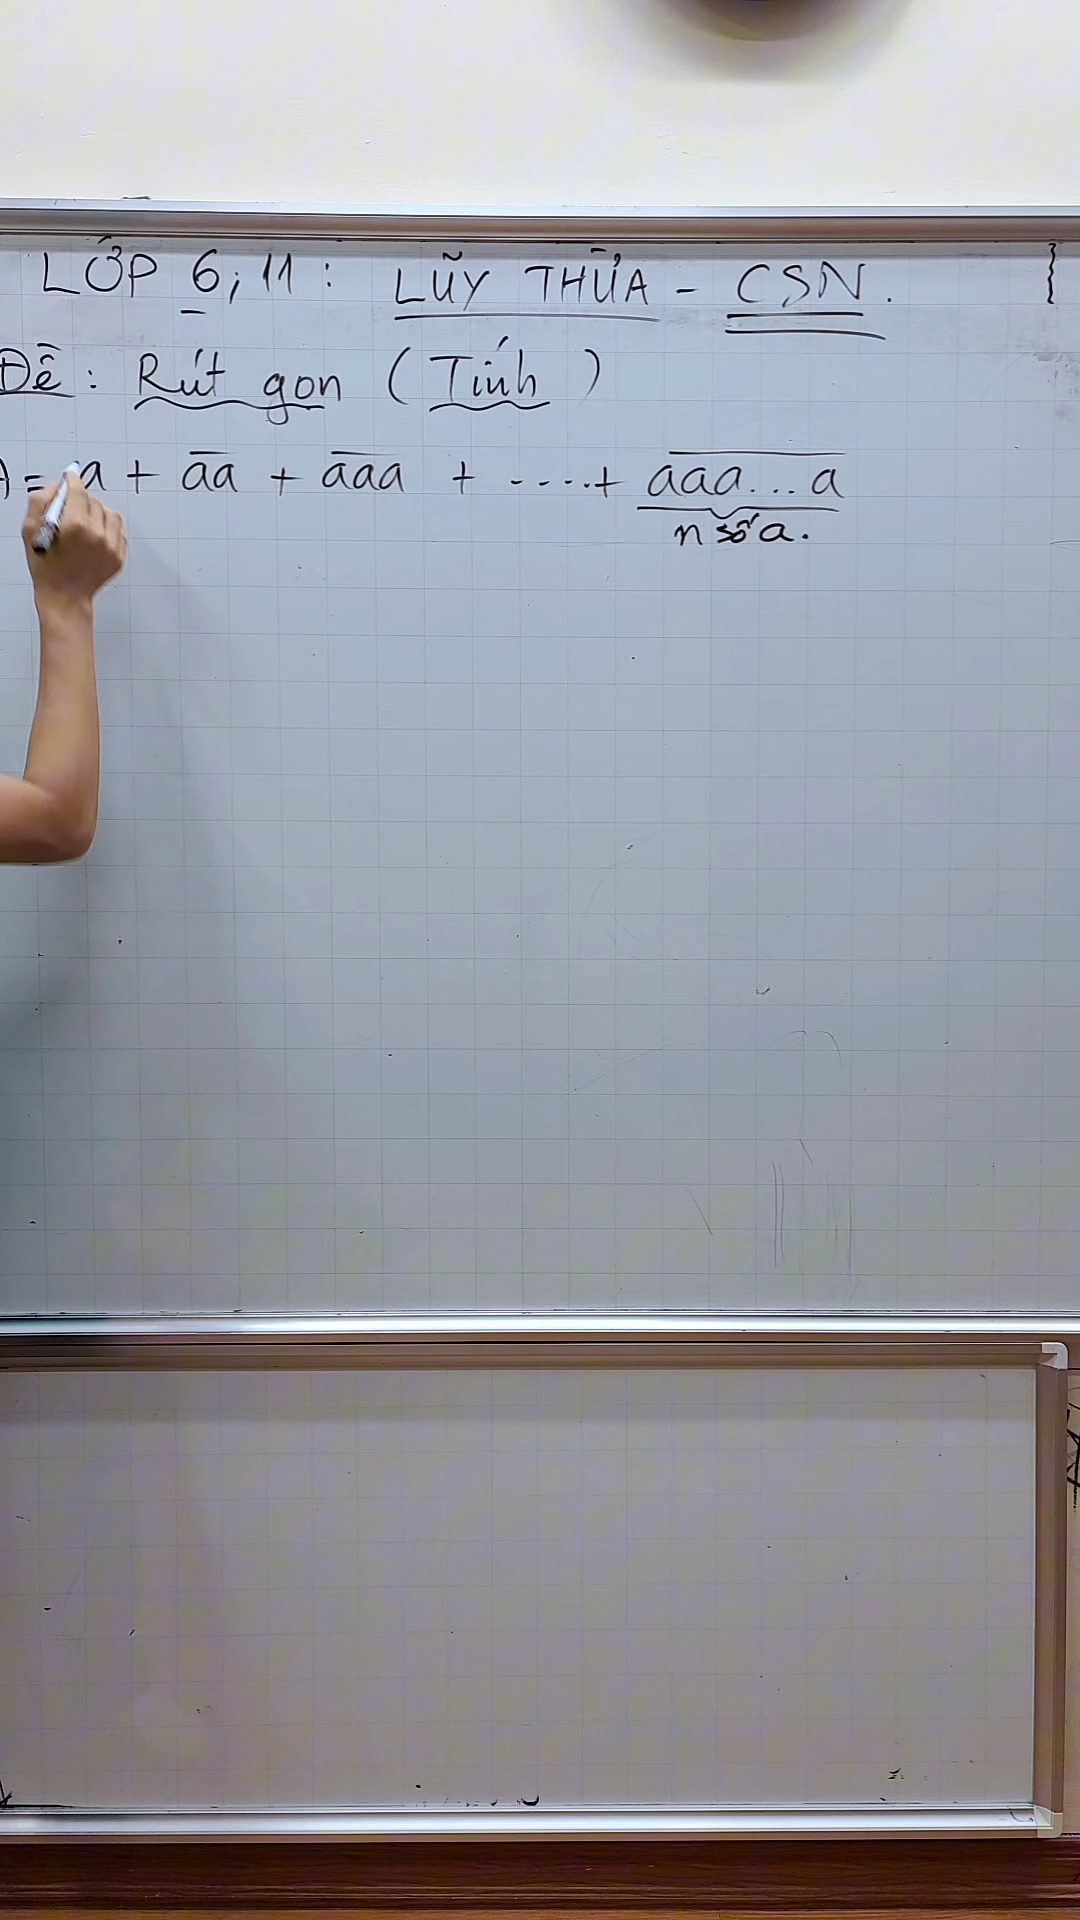 LỚP 6; 11 : LŨY THỪA - CSN.
Đề : Rút gọn ( Tính )
A = a + aa + aaa + ....+ aaa...a
n số a.